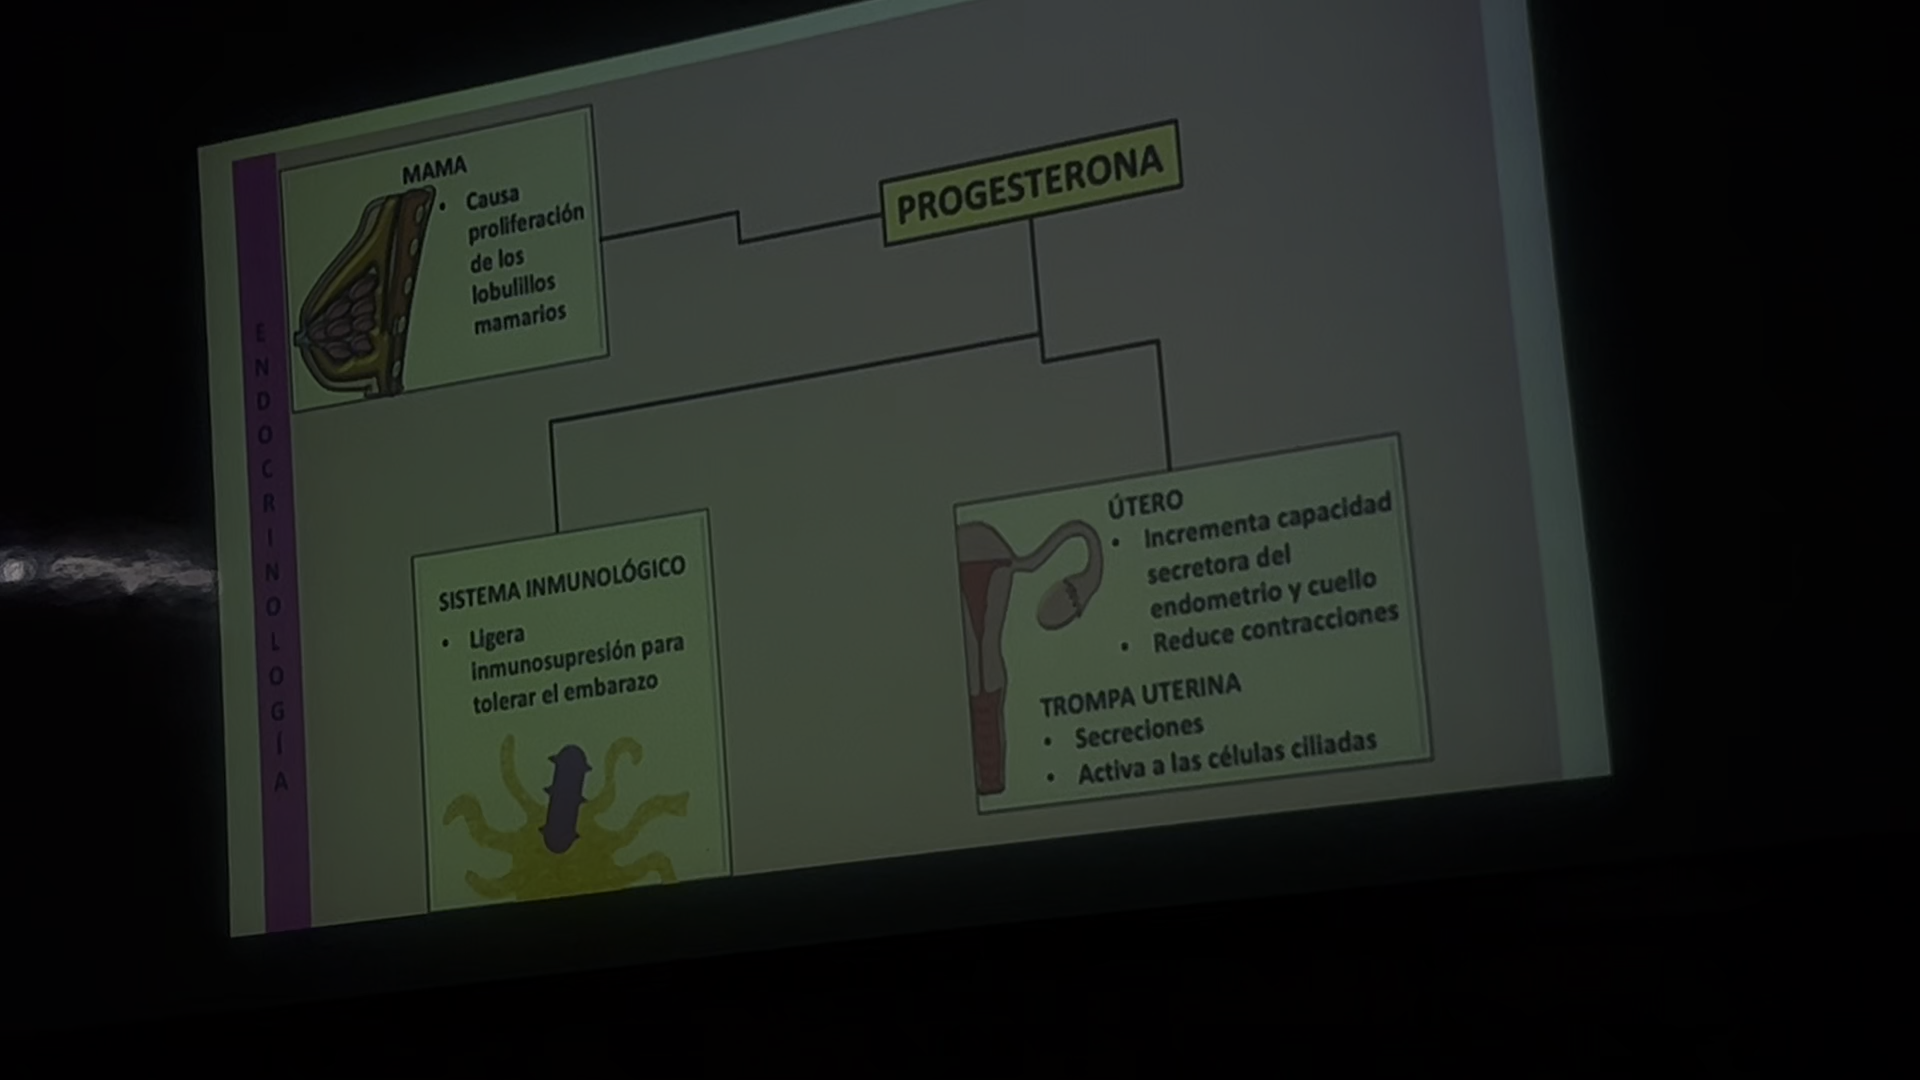 ENDOCRINOLOGÍA
PROGESTERONA
MAMA
• Causa
proliferación
de los
lobulillos
mamarios
SISTEMA INMUNOLÓGICO
• Ligera
inmunosupresión para
tolerar el embarazo
ÚTERO
• Incrementa capacidad
secretora del
endometrio y cuello
• Reduce contracciones
TROMPA UTERINA
• Secreciones
• Activa a las células ciliadas